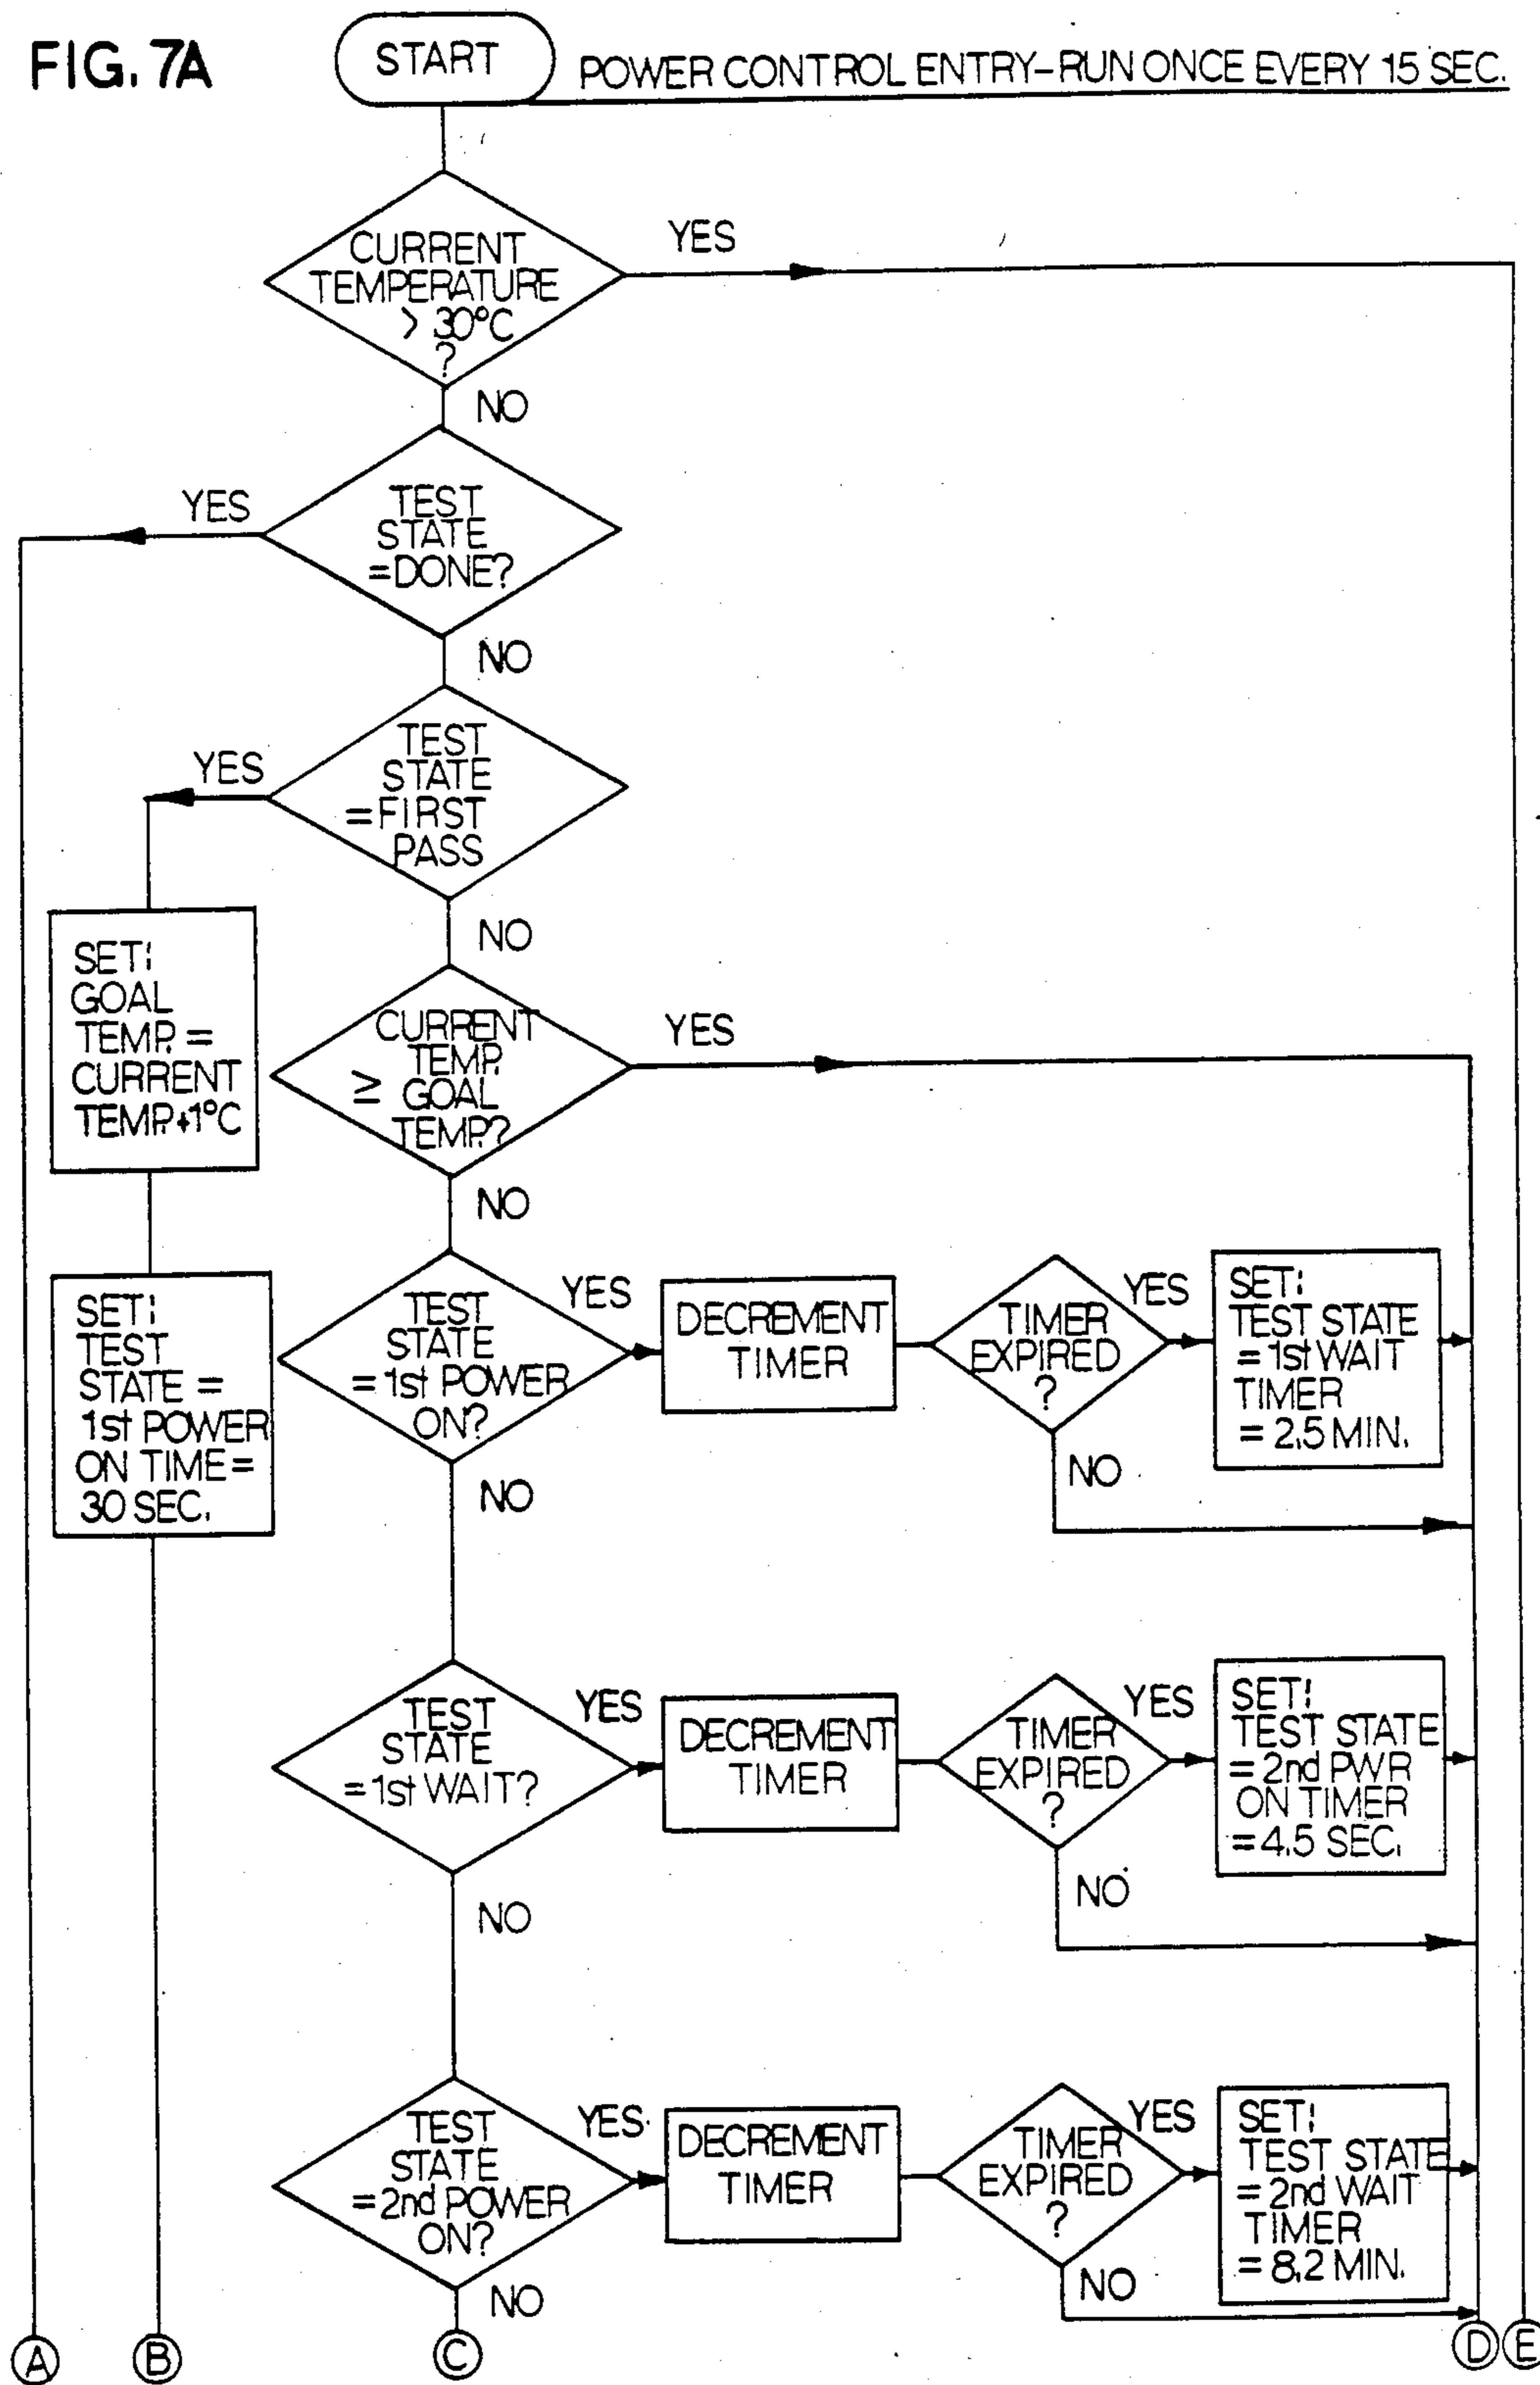 FIG. 7A
START
POWER CONTROL ENTRY-RUN ONCE EVERY 15 SEC.
CURRENT
TEMPERATURE
> 30°C
?
YES
NO
TEST
STATE
=DONE?
YES
NO
TEST
STATE
=FIRST
PASS
YES
NO
SET:
GOAL
TEMP. =
CURRENT
TEMP.+1°C
CURRENT
TEMP.
≥ GOAL
TEMP.?
YES
NO
SET:
TEST
STATE =
1st POWER
ON TIME=
30 SEC.
TEST
STATE
=1st POWER
ON?
YES
DECREMENT
TIMER
TIMER
EXPIRED
?
YES
SET:
TEST STATE
=1st WAIT
TIMER
= 2.5 MIN.
NO
NO
TEST
STATE
=1st WAIT?
YES
DECREMENT
TIMER
TIMER
EXPIRED
?
YES
SET:
TEST STATE
=2nd PWR
ON TIMER
=4.5 SEC.
NO
NO
TEST
STATE
=2nd POWER
ON?
YES
DECREMENT
TIMER
TIMER
EXPIRED
?
YES
SET:
TEST STATE
=2nd WAIT
TIMER
= 8.2 MIN.
NO
NO
A
B
C
D
E